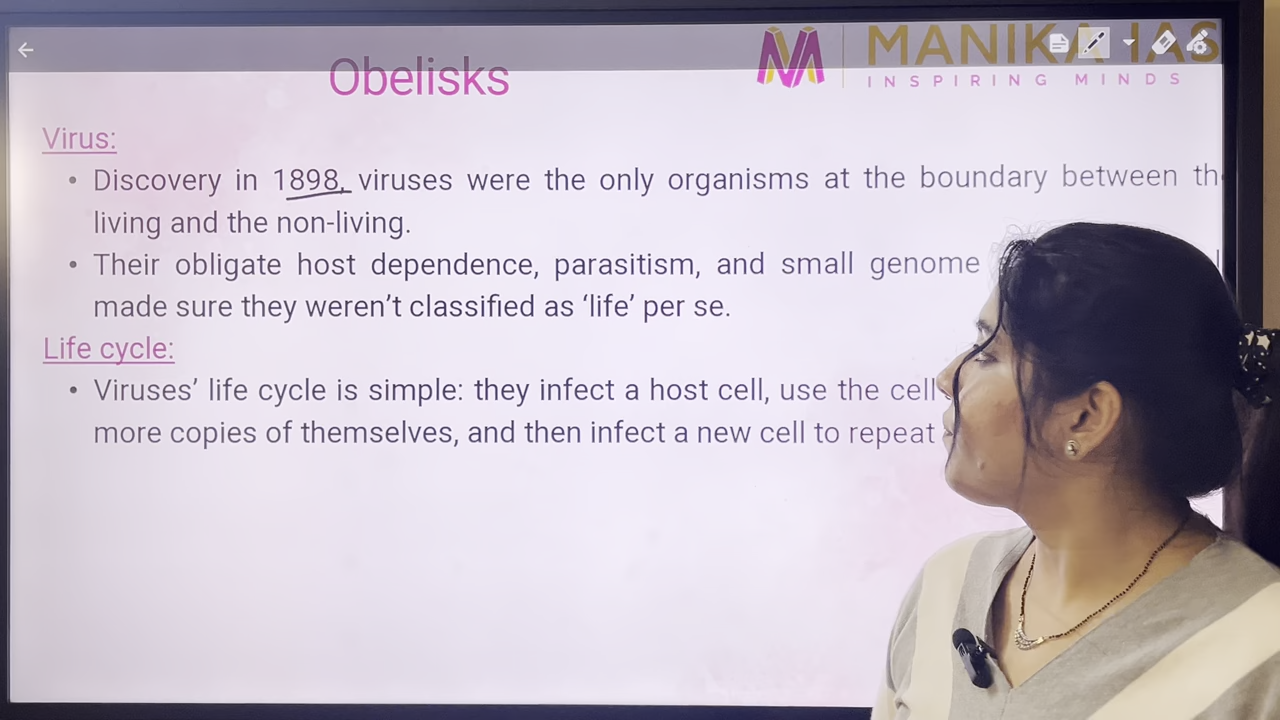 MANIKA IAS
INSPIRING MINDS
Obelisks
Virus:
• Discovery in 1898, viruses were the only organisms at the boundary between th
living and the non-living.
• Their obligate host dependence, parasitism, and small genome
made sure they weren't classified as ‘life’ per se.
Life cycle:
• Viruses’ life cycle is simple: they infect a host cell, use the cell
more copies of themselves, and then infect a new cell to repeat